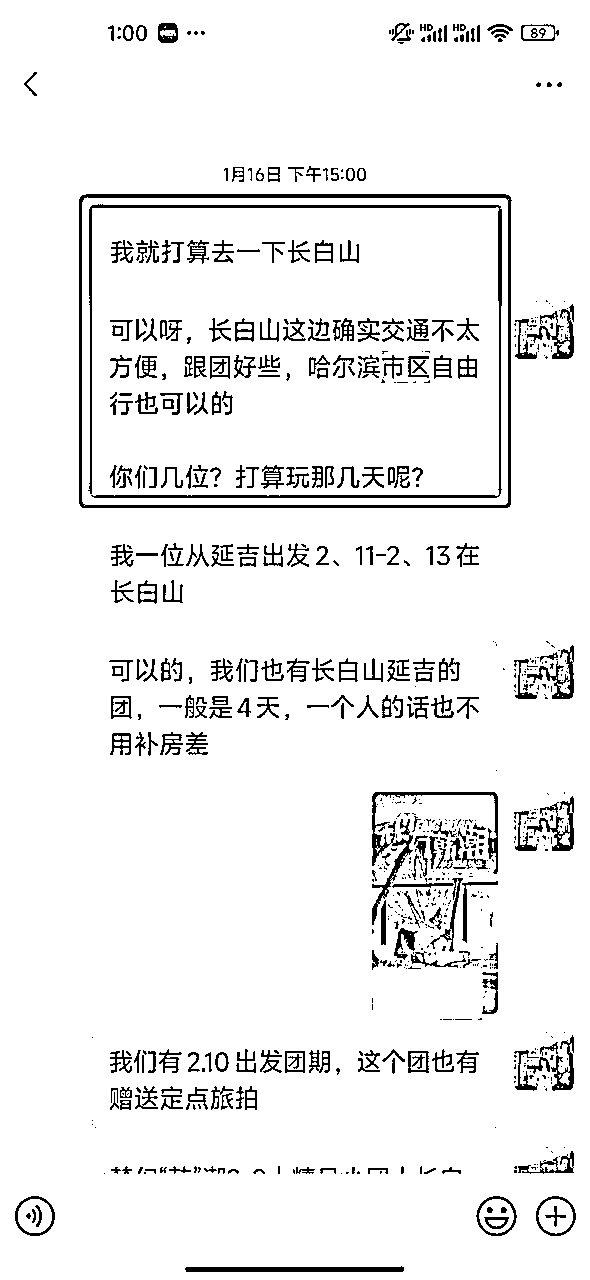 1:00
HD HD 89
1月16日 下午15:00
我就打算去一下长白山
可以呀，长白山这边确实交通不太
方便，跟团好些，哈尔滨市区自由
行也可以的
你们几位？打算玩那几天呢？
我一位从延吉出发2、11-2、13在
长白山
可以的，我们也有长白山延吉的
团，一般是4天，一个人的话也不
用补房差
我们有2.10出发团期，这个团也有
赠送定点旅拍